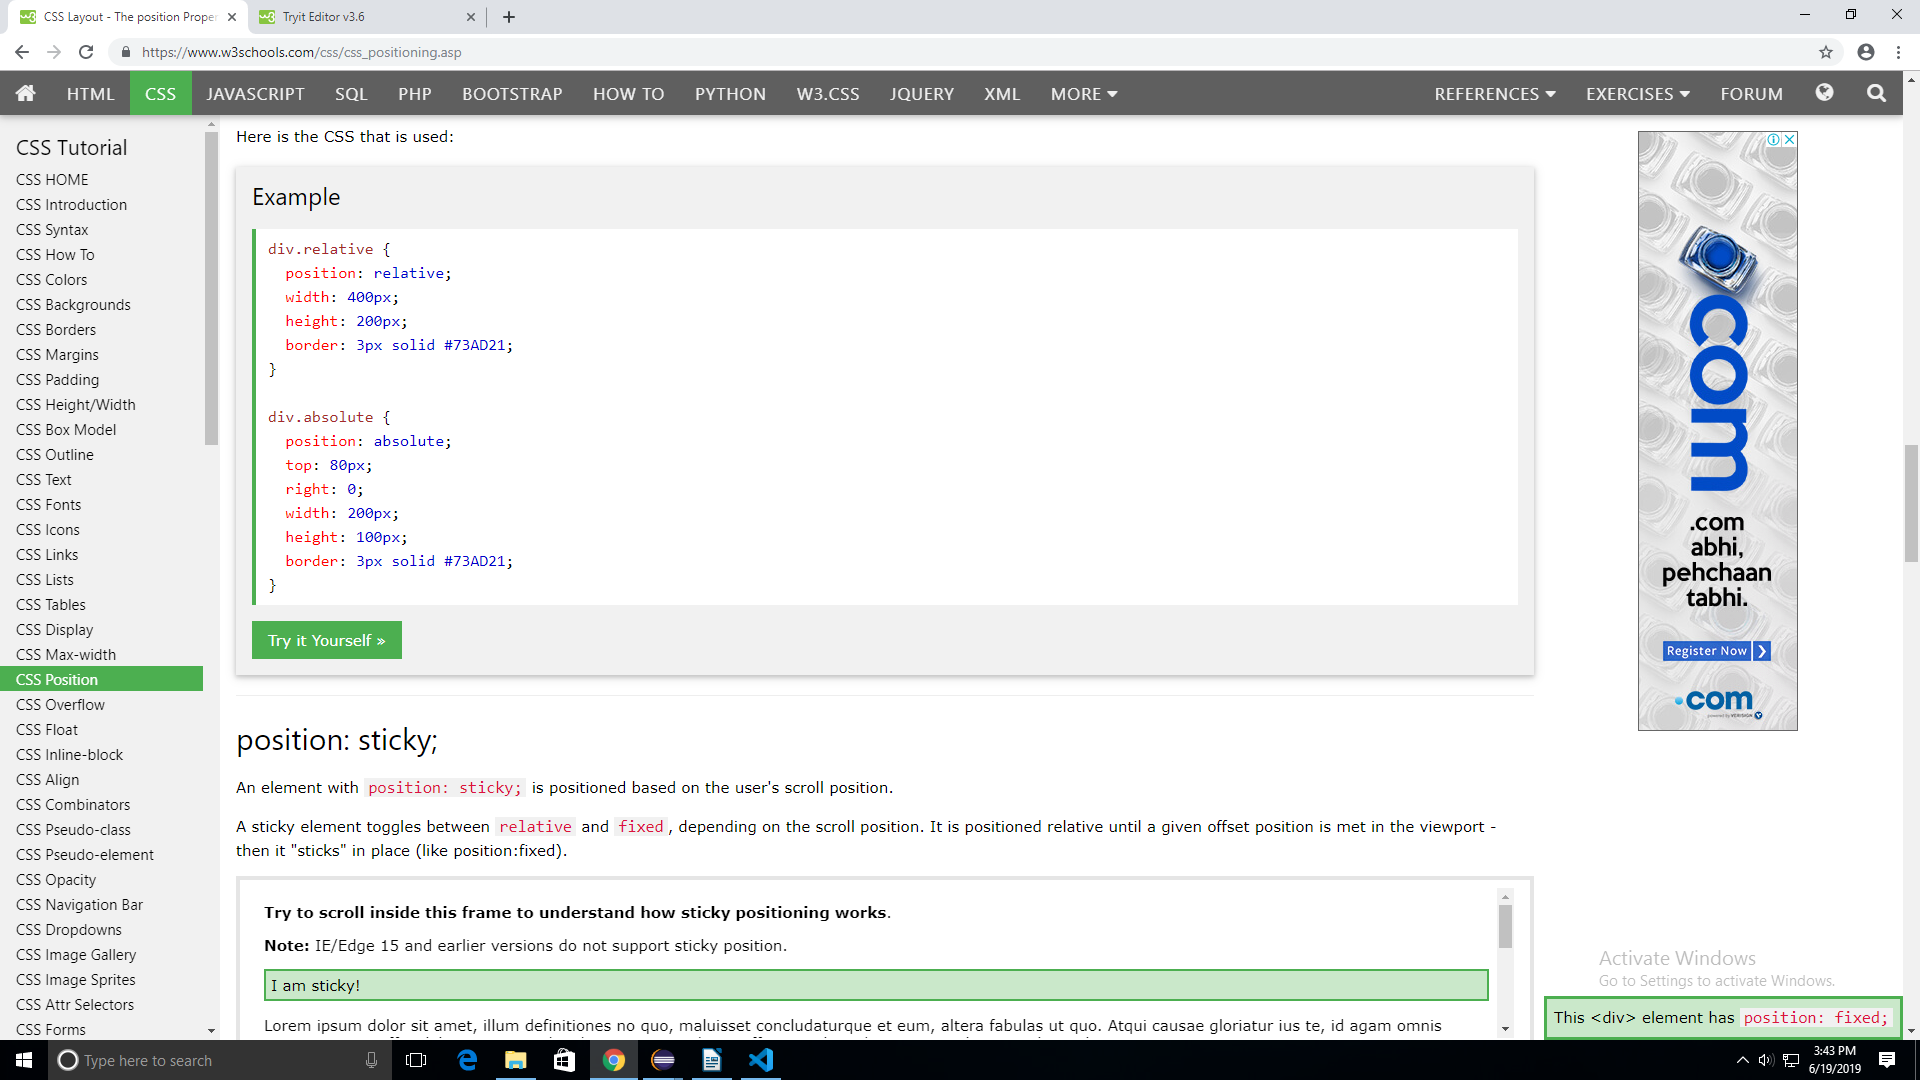 CSS Layout - The position Proper
Tryit Editor v3.6
https://www.w3schools.com/css/css_positioning.asp
HTML CSS JAVASCRIPT SQL PHP BOOTSTRAP HOW TO PYTHON W3.CSS JQUERY XML MORE REFERENCES EXERCISES FORUM
CSS Tutorial
CSS HOME
CSS Introduction
CSS Syntax
CSS How To
CSS Colors
CSS Backgrounds
CSS Borders
CSS Margins
CSS Padding
CSS Height/Width
CSS Box Model
CSS Outline
CSS Text
CSS Fonts
CSS Icons
CSS Links
CSS Lists
CSS Tables
CSS Display
CSS Max-width
CSS Position
CSS Overflow
CSS Float
CSS Inline-block
CSS Align
CSS Combinators
CSS Pseudo-class
CSS Pseudo-element
CSS Opacity
CSS Navigation Bar
CSS Dropdowns
CSS Image Gallery
CSS Image Sprites
CSS Attr Selectors
CSS Forms
Here is the CSS that is used:
Example
div.relative {
position: relative;
width: 400px;
height: 200px;
border: 3px solid #73AD21;
}
div.absolute {
position: absolute;
top: 80px;
right: 0;
width: 200px;
height: 100px;
border: 3px solid #73AD21;
}
Try it Yourself »
position: sticky;
An element with position: sticky; is positioned based on the user's scroll position.
A sticky element toggles between relative and fixed, depending on the scroll position. It is positioned relative until a given offset position is met in the viewport -
then it "sticks" in place (like position:fixed).
Try to scroll inside this frame to understand how sticky positioning works.
Note: IE/Edge 15 and earlier versions do not support sticky position.
I am sticky!
Lorem ipsum dolor sit amet, illum definitiones no quo, maluisset concludaturque et eum, altera fabulas ut quo. Atqui causae gloriatur ius te, id agam omnis
com
.com
abhi,
pehchaan
tabhi.
Register Now
.com
powered by VERISIGN
Activate Windows
Go to Settings to activate Windows.
This <div> element has position: fixed;
Type here to search
3:43 PM
6/19/2019